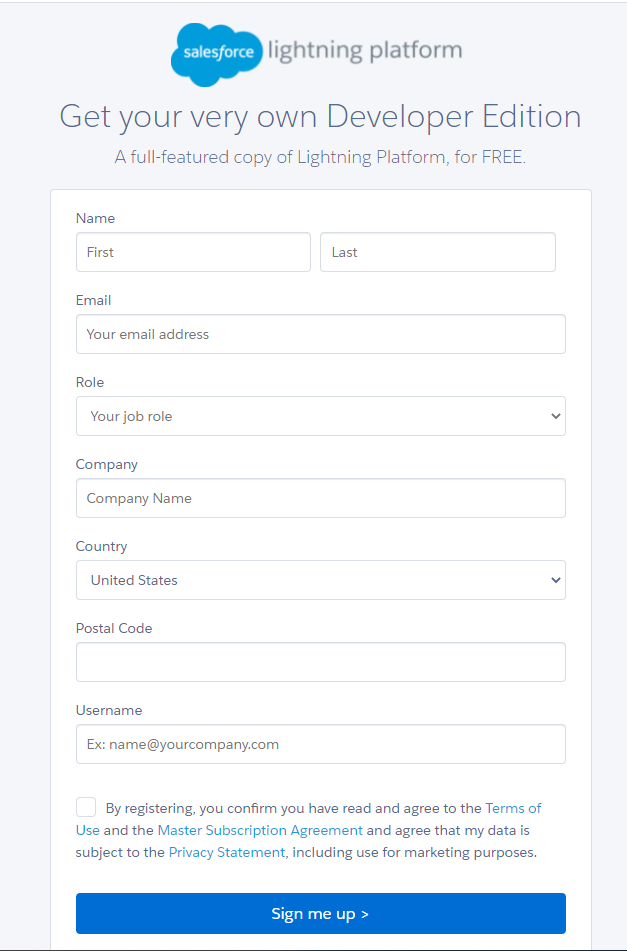 salesforce lightning platform
Get your very own Developer Edition
A full-featured copy of Lightning Platform, for FREE.
Name
First Last
Email
Your email address
Role
Your job role
Company
Company Name
Country
United States
Postal Code
Username
Ex: name@yourcompany.com
By registering, you confirm you have read and agree to the Terms of
Use and the Master Subscription Agreement and agree that my data is
subject to the Privacy Statement, including use for marketing purposes.
Sign me up >